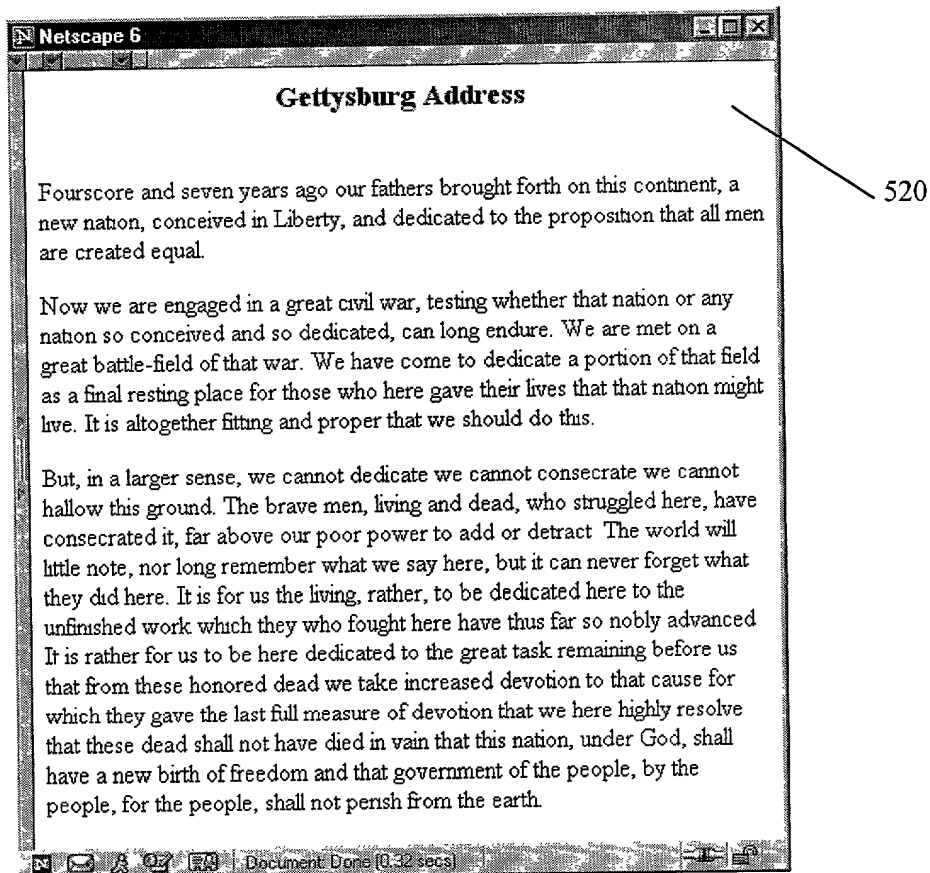 Netscape 6
Gettysburg Address
520
Fourscore and seven years ago our fathers brought forth on this continent, a
new nation, conceived in Liberty, and dedicated to the proposition that all men
are created equal.
Now we are engaged in a great civil war, testing whether that nation or any
nation so conceived and so dedicated, can long endure. We are met on a
great battle-field of that war. We have come to dedicate a portion of that field
as a final resting place for those who here gave their lives that that nation might
live. It is altogether fitting and proper that we should do this.
But, in a larger sense, we cannot dedicate we cannot consecrate we cannot
hallow this ground. The brave men, living and dead, who struggled here, have
consecrated it, far above our poor power to add or detract The world will
little note, nor long remember what we say here, but it can never forget what
they did here. It is for us the living, rather, to be dedicated here to the
unfinished work which they who fought here have thus far so nobly advanced
It is rather for us to be here dedicated to the great task remaining before us
that from these honored dead we take increased devotion to that cause for
which they gave the last full measure of devotion that we here highly resolve
that these dead shall not have died in vain that this nation, under God, shall
have a new birth of freedom and that government of the people, by the
people, for the people, shall not perish from the earth.
Document: Done (0.32 secs)